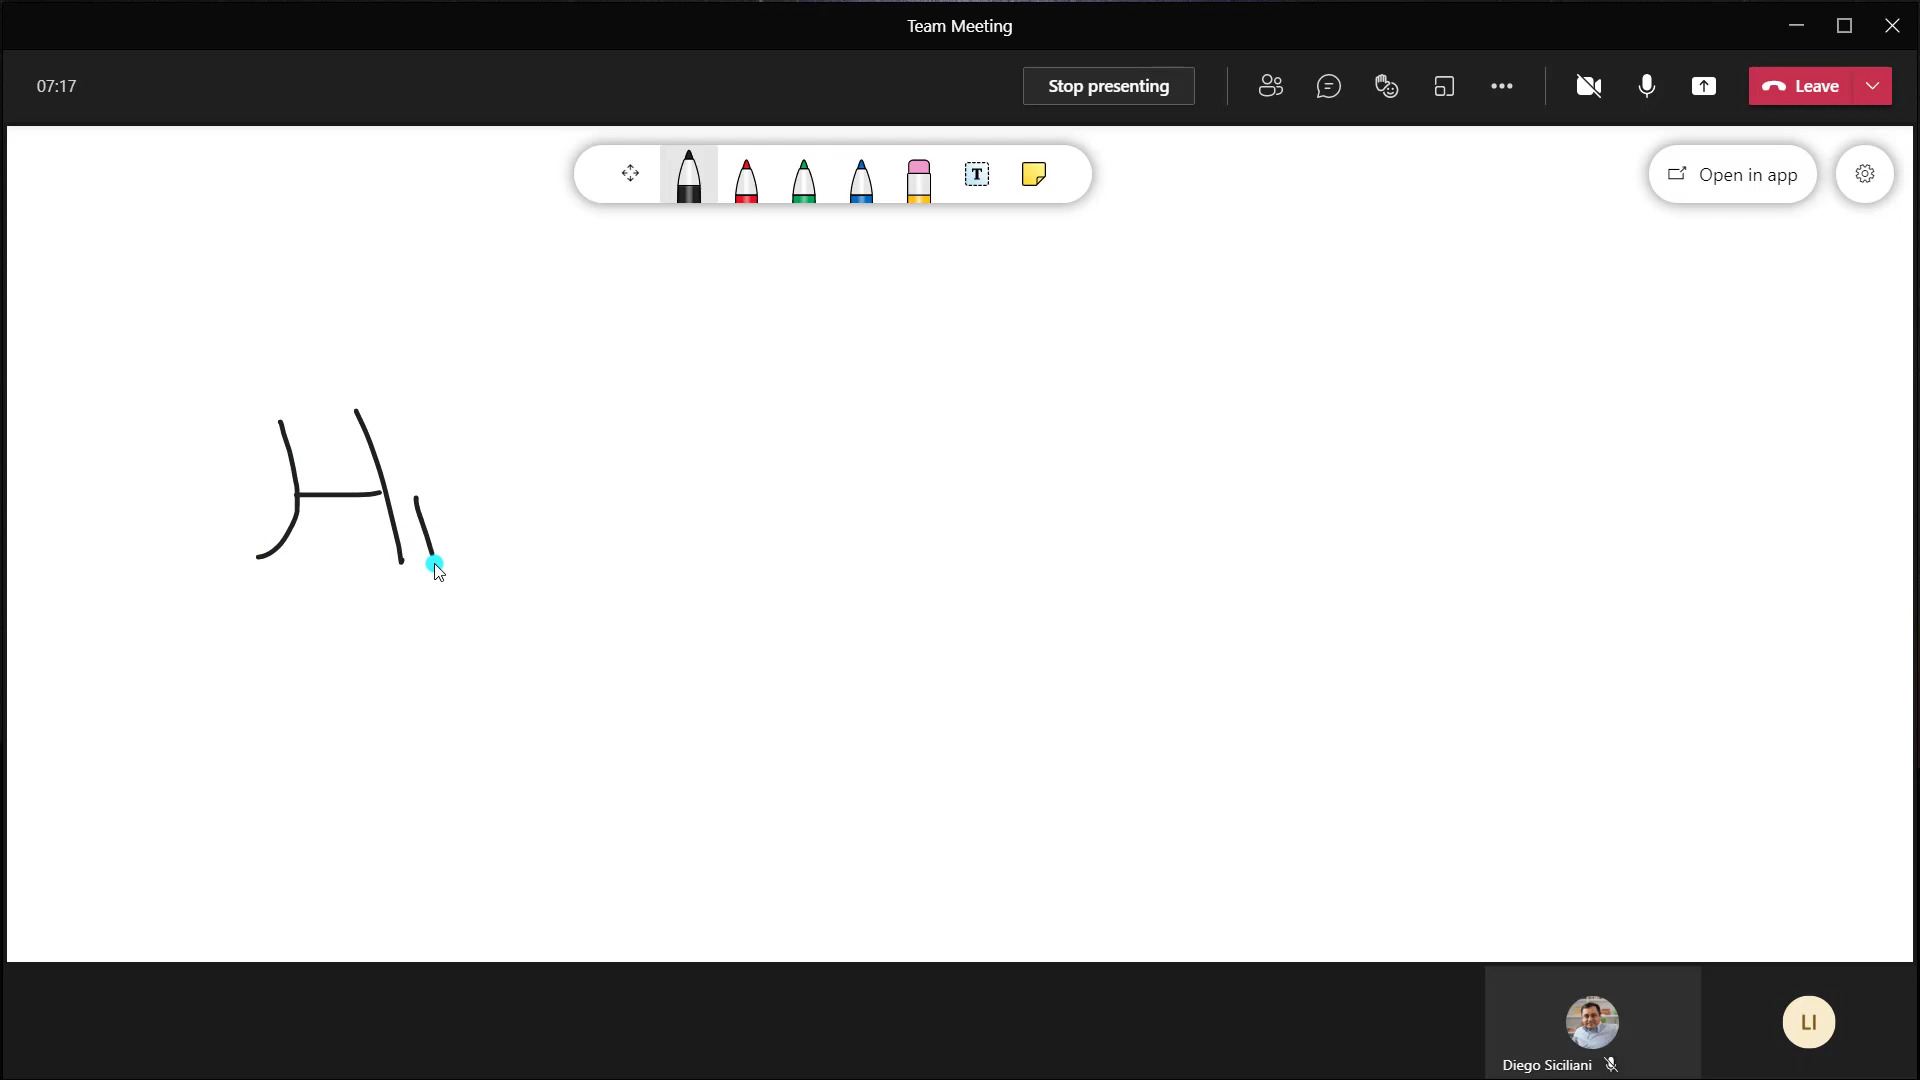 Team Meeting
07:17
Stop presenting
Leave
T
Open in app
Hi
Diego Siciliani
LI